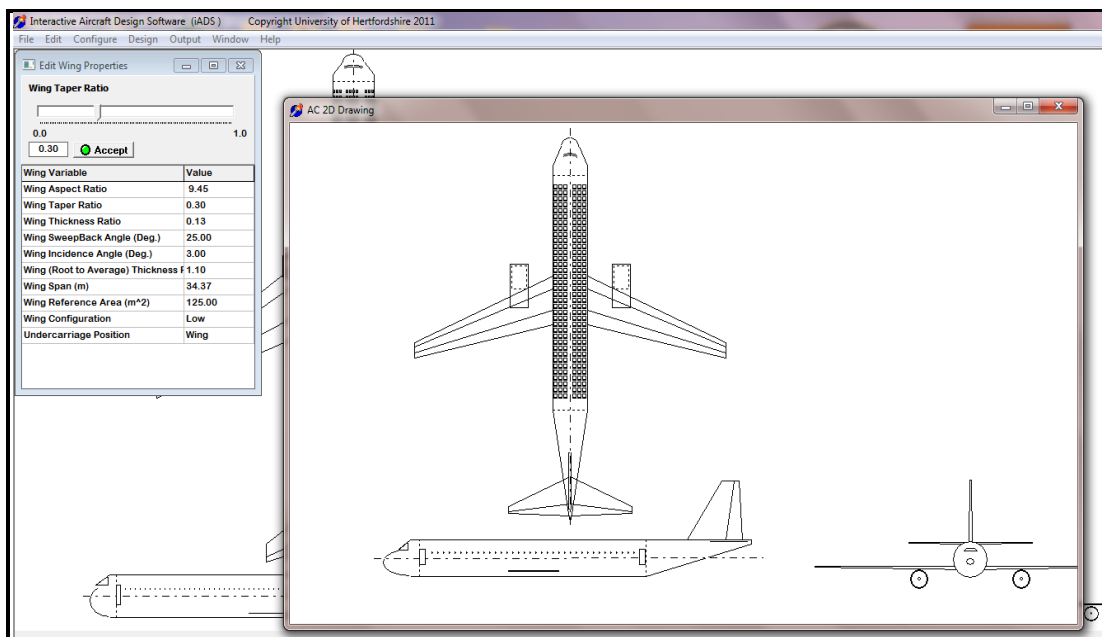 Interactive Aircraft Design Software (iADS ) Copyright University of Hertfordshire 2011
File Edit Configure Design Output Window Help
Edit Wing Properties
Wing Taper Ratio
0.0 1.0
0.30 Accept
Wing Variable Value
Wing Aspect Ratio 9.45
Wing Taper Ratio 0.30
Wing Thickness Ratio 0.13
Wing SweepBack Angle (Deg.) 25.00
Wing Incidence Angle (Deg.) 3.00
Wing (Root to Average) Thickness F 1.10
Wing Span (m) 34.37
Wing Reference Area (m^2) 125.00
Wing Configuration Low
Undercarriage Position Wing
AC 2D Drawing